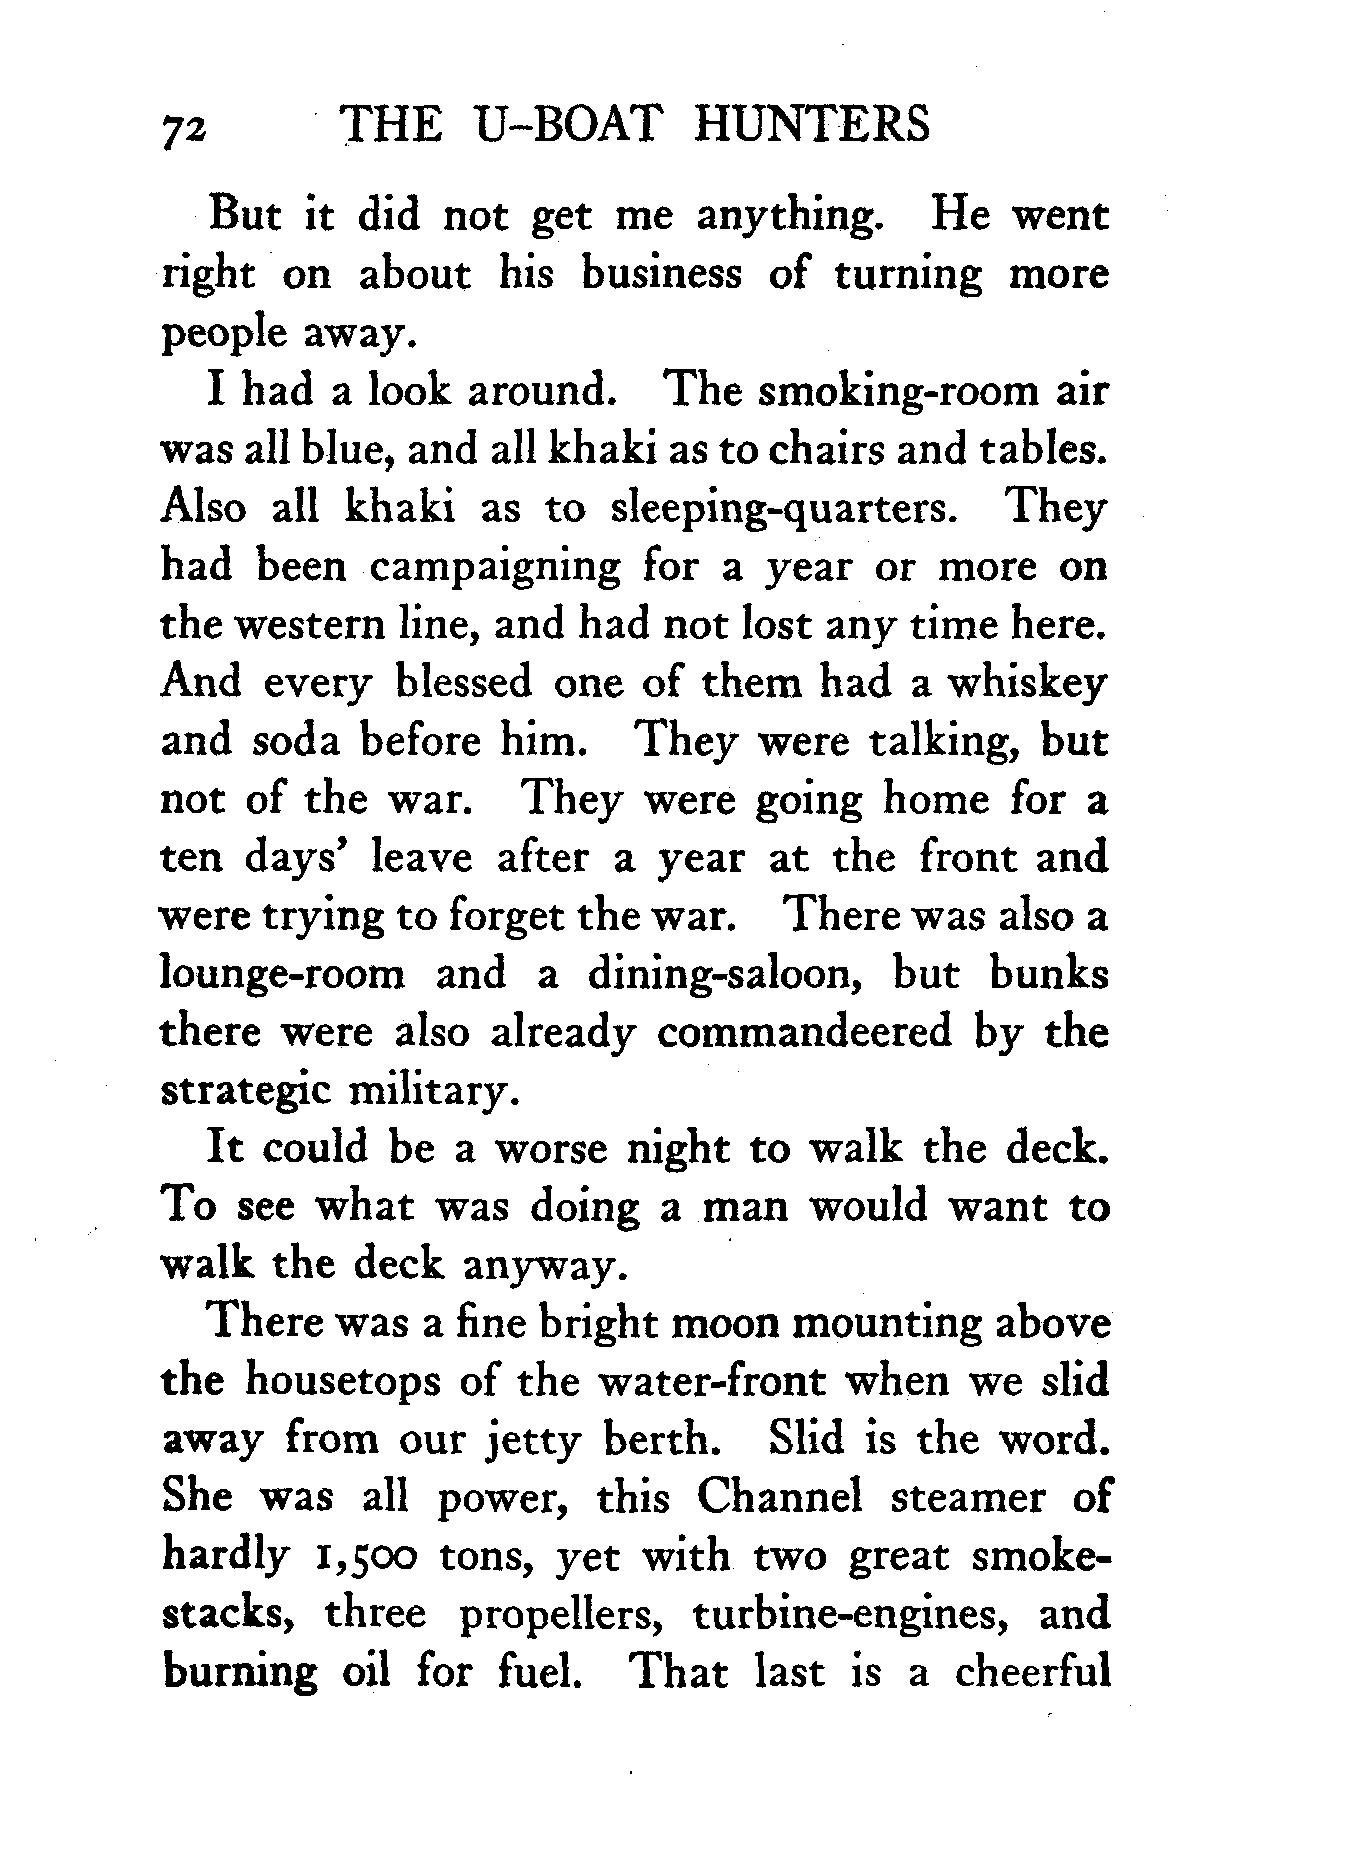 72 THE U-BOAT HUNTERS
But it did not get me anything. He went
right on about his business of turning more
people away.
I had a look around. The smoking-room air
was all blue, and all khaki as to chairs and tables.
Also all khaki as to sleeping-quarters. They
had been campaigning for a year or more on
the western line, and had not lost any time here.
And every blessed one of them had a whiskey
and soda before him. They were talking, but
not of the war. They were going home for a
ten days' leave after a year at the front and
were trying to forget the war. There was also a
lounge-room and a dining-saloon, but bunks
there were also already commandeered by the
strategic military.
It could be a worse night to walk the deck.
To see what was doing a man would want to
walk the deck anyway.
There was a fine bright moon mounting above
the housetops of the water-front when we slid
away from our jetty berth. Slid is the word.
She was all power, this Channel steamer of
hardly 1,500 tons, yet with two great smoke-
stacks, three propellers, turbine-engines, and
burning oil for fuel. That last is a cheerful